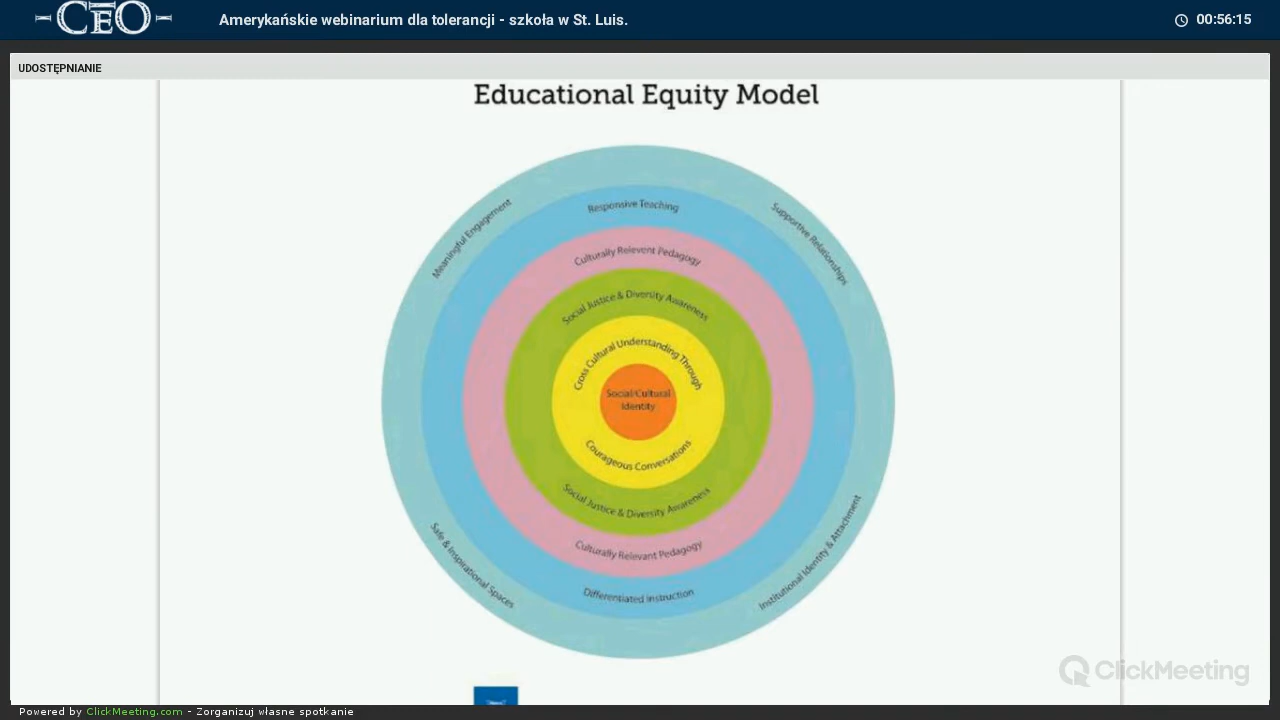 CEO
Amerykańskie webinarium dla tolerancji - szkoła w St. Luis.
00:56:15
UDOSTĘPNIANIE
Educational Equity Model
Meaningful Engagement
Responsive Teaching
Supportive Relationships
Culturally Relevent Pedagogy
Social Justice & Diversity Awareness
Cross Cultural Understanding Through
Social/Cultural
Identity
Courageous Conversations
Social Justice & Diversity Awareness
Culturally Relevant Pedagogy
Differentiated Instruction
Safe & Inspirational Spaces
Institutional Identity & Attachment
ClickMeeting
Powered by ClickMeeting.com - Zorganizuj własne spotkanie